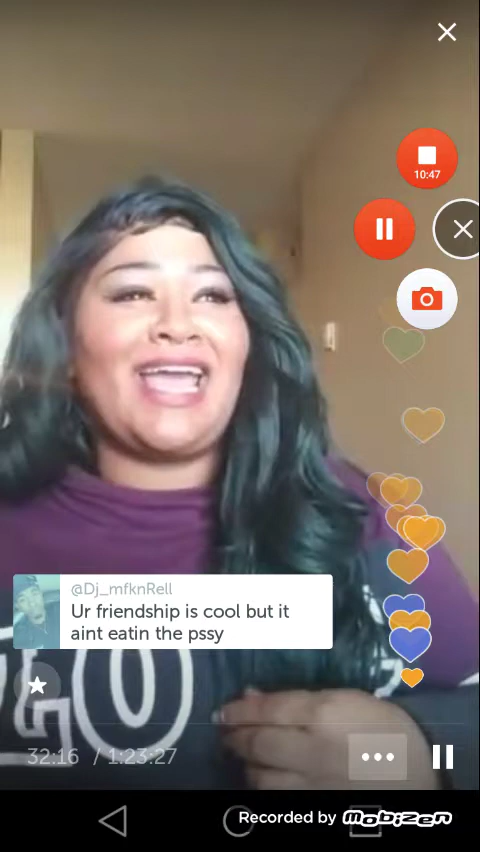 10:47
@Dj_mfknRell
Ur friendship is cool but it
aint eatin the pssy
32:16 / 1:23:27
Recorded by Mobizen